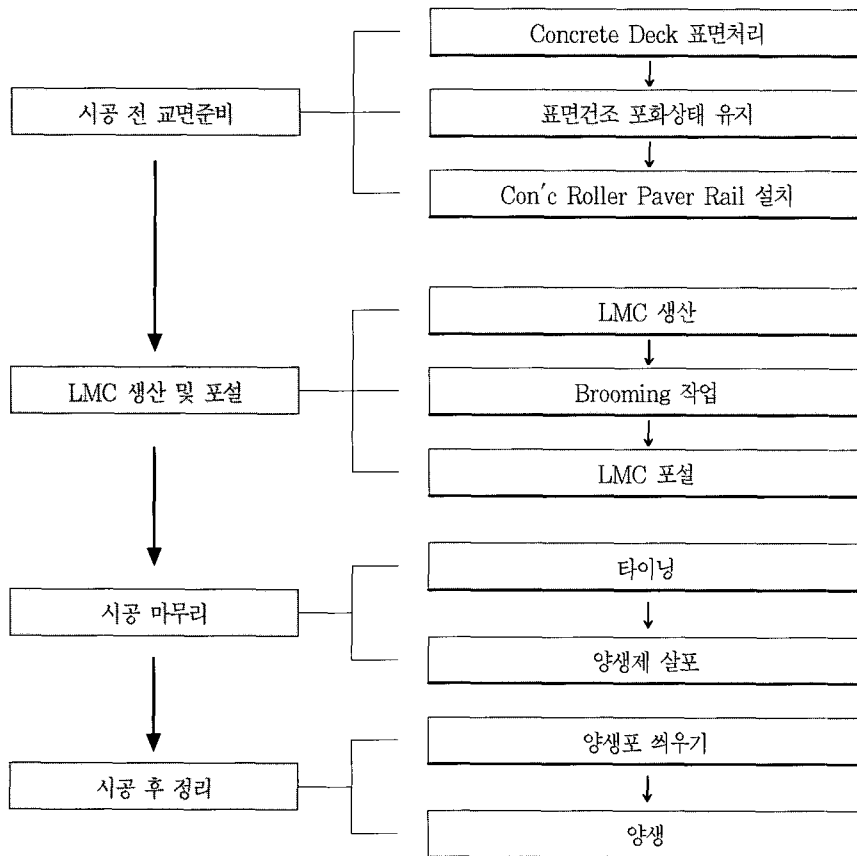 시공 전 교면준비
Concrete Deck 표면처리
표면건조 포화상태 유지
Con'c Roller Paver Rail 설치
LMC 생산 및 포설
LMC 생산
Brooming 작업
LMC 포설
시공 마무리
타이닝
양생제 살포
시공 후 정리
양생포 씌우기
양생